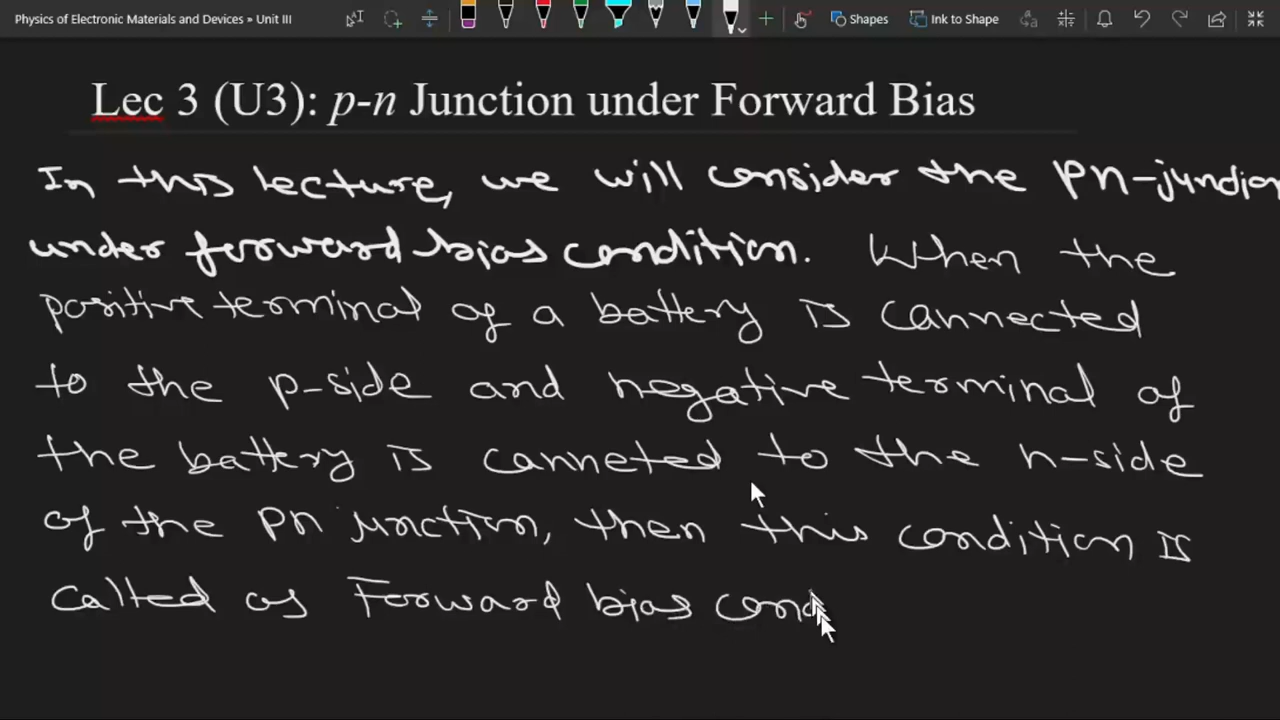 Physics of Electronic Materials and Devices » Unit III
Shapes
Ink to Shape
Lec 3 (U3): p-n Junction under Forward Bias
In this lecture, we will consider the pn-junction
under forward bias condition. When the
positive terminal of a battery is connected
to the p-side and negative terminal of
the battery is canneted to the n-side
of the pn junction, then this condition is
called as Forward bias cond